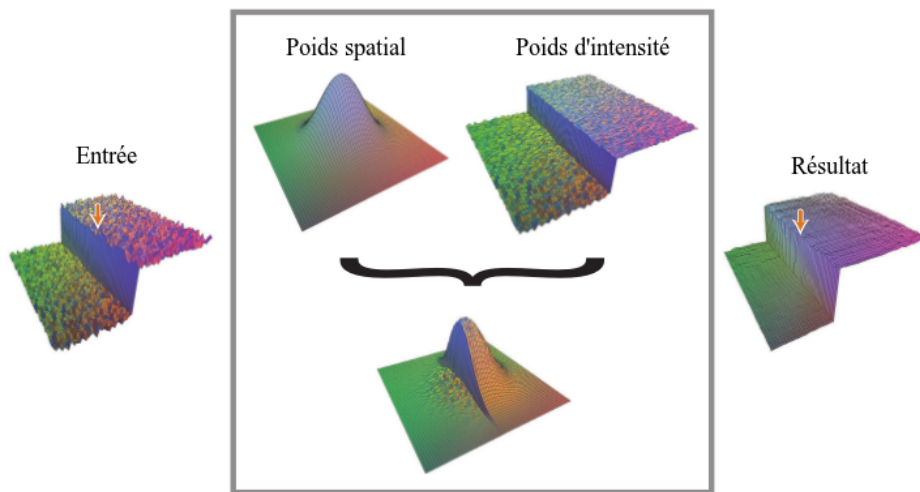 Entrée
Poids spatial
Poids d'intensité
Résultat